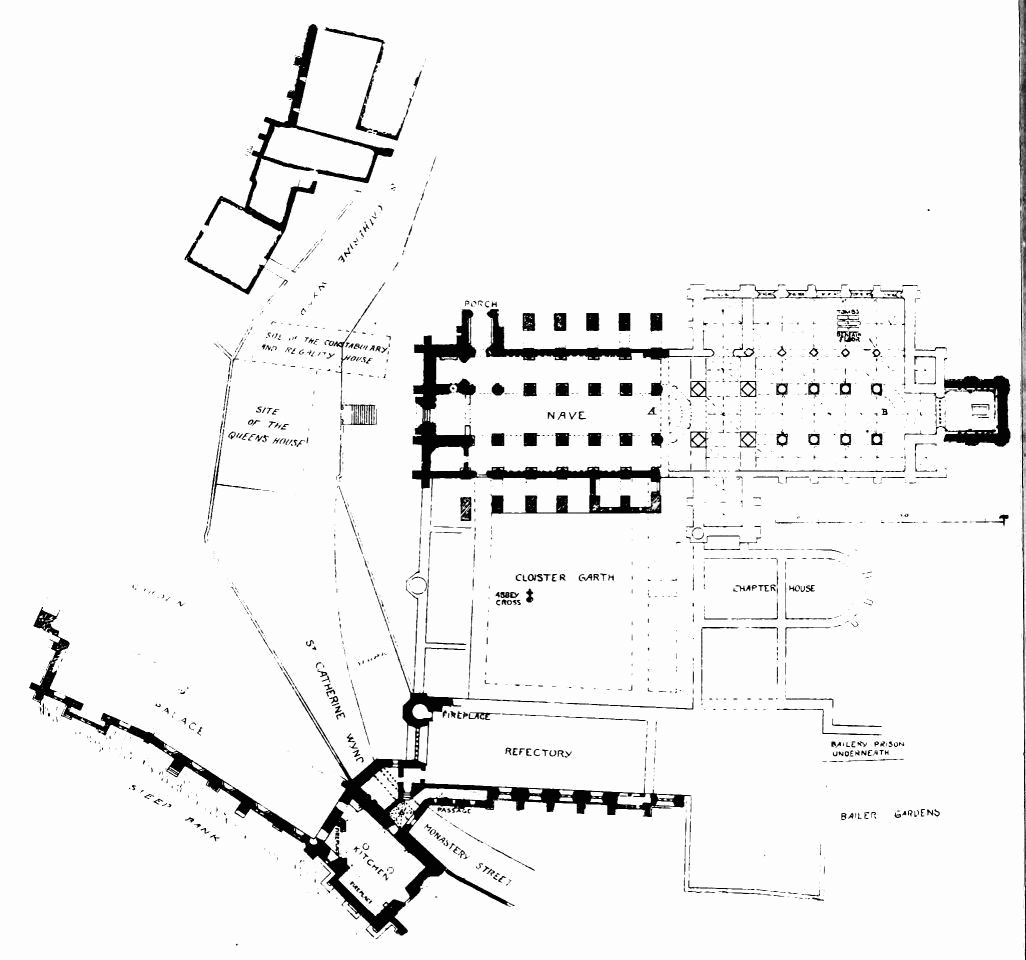 CATHERINE
WYND
PORCH
TOMBS
BENEATH
FLOOR
SITE OF THE CONSTABULARY
AND REGALITY HOUSE
NAVE
A
B
SITE
OF THE
QUEENS HOUSE
CLOISTER GARTH
ABBEY
CROSS
CHAPTER HOUSE
ST CATHERINE
WYND
PALACE
FIREPLACE
REFECTORY
BAILERY PRISON
UNDERNEATH
STEEP
BANK
PASSAGE
BAILER GARDENS
MONASTERY STREET
KITCHEN